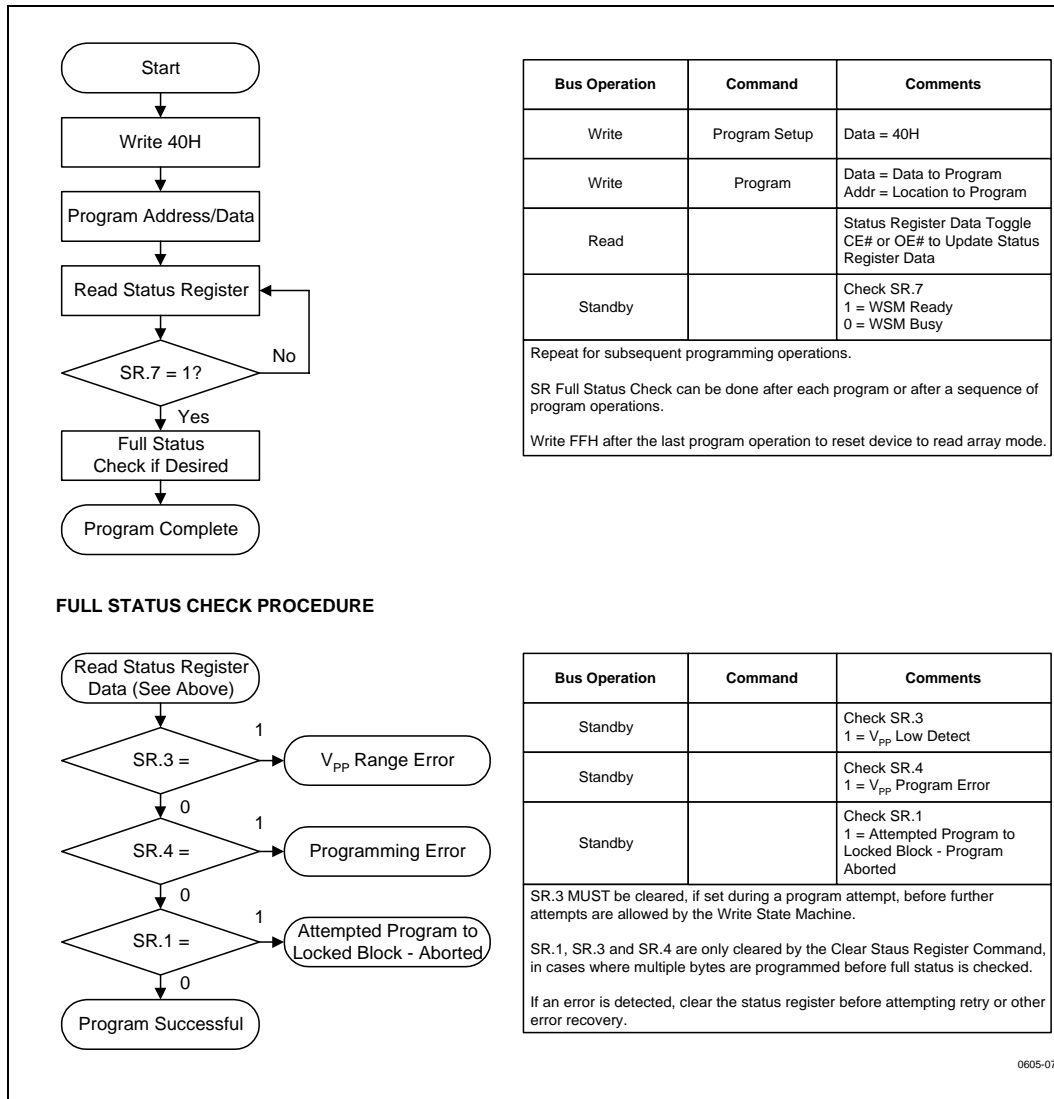 Start
Write 40H
Program Address/Data
Read Status Register
No
SR.7 = 1?
Yes
Full Status
Check if Desired
Program Complete
Bus Operation
Command
Comments
Write
Program Setup
Data = 40H
Write
Program
Data = Data to Program
Addr = Location to Program
Read
Status Register Data Toggle
CE# or OE# to Update Status
Register Data
Standby
Check SR.7
1 = WSM Ready
0 = WSM Busy
Repeat for subsequent programming operations.
SR Full Status Check can be done after each program or after a sequence of
program operations.
Write FFH after the last program operation to reset device to read array mode.
FULL STATUS CHECK PROCEDURE
Read Status Register
Data (See Above)
1
SR.3 =
VPP Range Error
0
1
SR.4 =
Programming Error
0
1
SR.1 =
Attempted Program to
Locked Block - Aborted
0
Program Successful
Bus Operation
Command
Comments
Standby
Check SR.3
1 = VPP Low Detect
Standby
Check SR.4
1 = VPP Program Error
Standby
Check SR.1
1 = Attempted Program to
Locked Block - Program
Aborted
SR.3 MUST be cleared, if set during a program attempt, before further
attempts are allowed by the Write State Machine.
SR.1, SR.3 and SR.4 are only cleared by the Clear Staus Register Command,
in cases where multiple bytes are programmed before full status is checked.
If an error is detected, clear the status register before attempting retry or other
error recovery.
0605-07